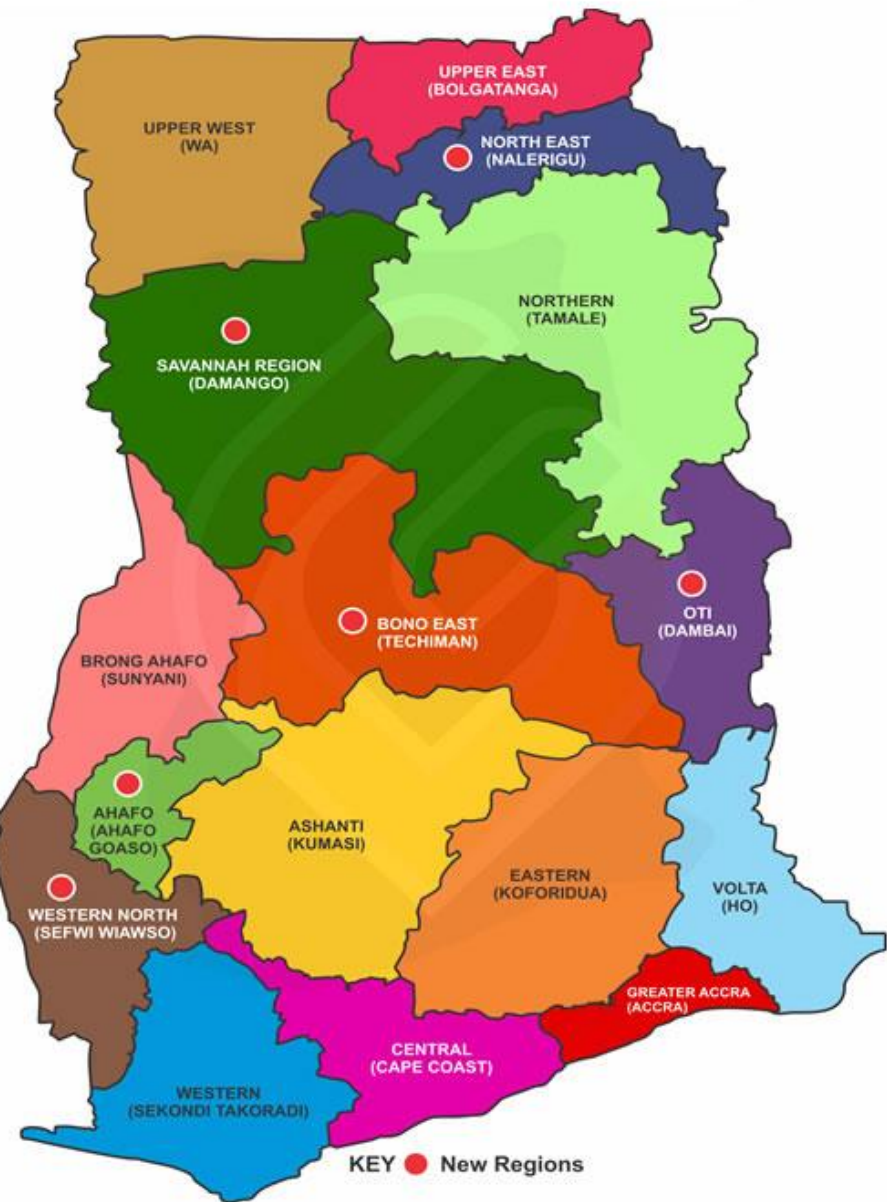 UPPER EAST
(BOLGATANGA)
UPPER WEST
(WA)
NORTH EAST
(NALERIGU)
NORTHERN
(TAMALE)
SAVANNAH REGION
(DAMANGO)
OTI
(DAMBAI)
BONO EAST
(TECHIMAN)
BRONG AHAFO
(SUNYANI)
AHAFO
(AHAFO
GOASO)
ASHANTI
(KUMASI)
EASTERN
(KOFORIDUA)
VOLTA
(HO)
WESTERN NORTH
(SEFWI WIAWSO)
GREATER ACCRA
(ACCRA)
CENTRAL
(CAPE COAST)
WESTERN
(SEKONDI TAKORADI)
KEY New Regions